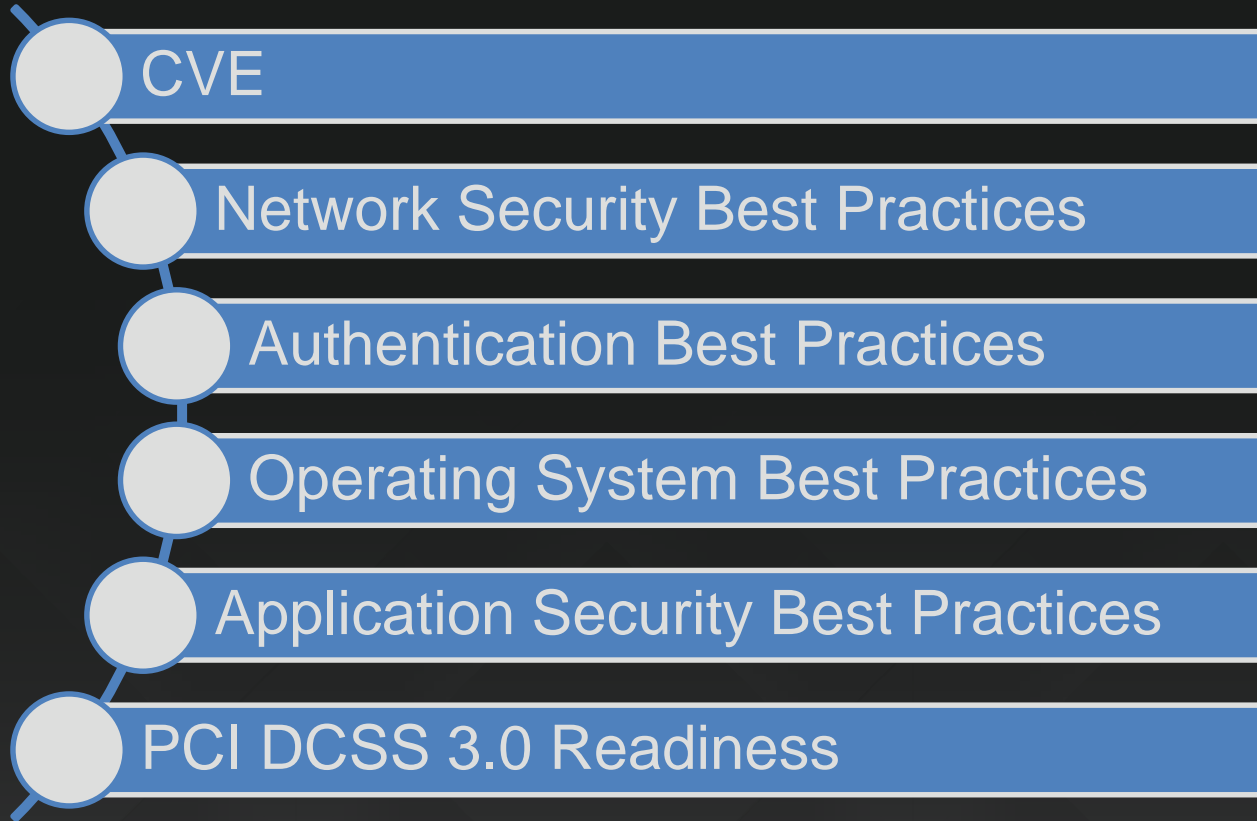 CVE
Network Security Best Practices
Authentication Best Practices
Operating System Best Practices
Application Security Best Practices
PCI DCSS 3.0 Readiness